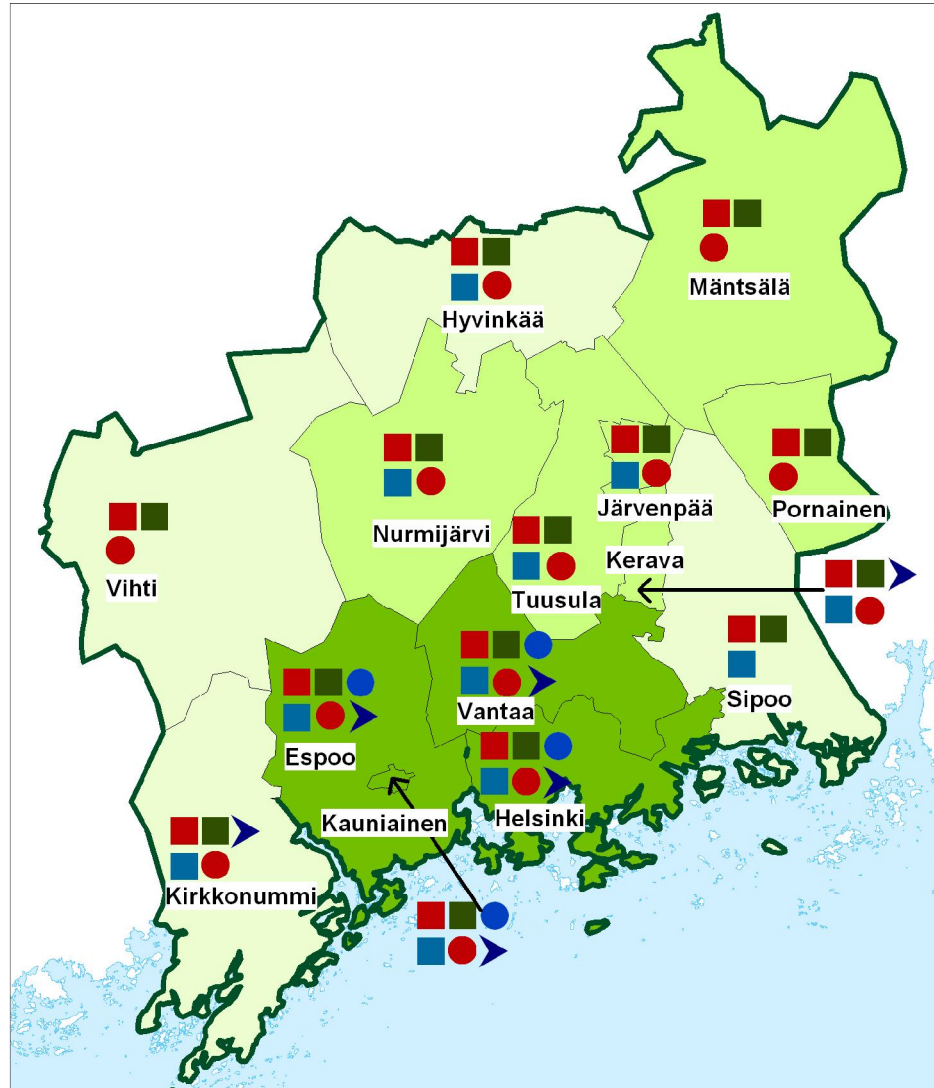 Mäntsälä
Hyvinkää
Järvenpää
Pornainen
Nurmijärvi
Kerava
Vihti
Tuusula
Sipoo
Vantaa
Espoo
Helsinki
Kauniainen
Kirkkonummi